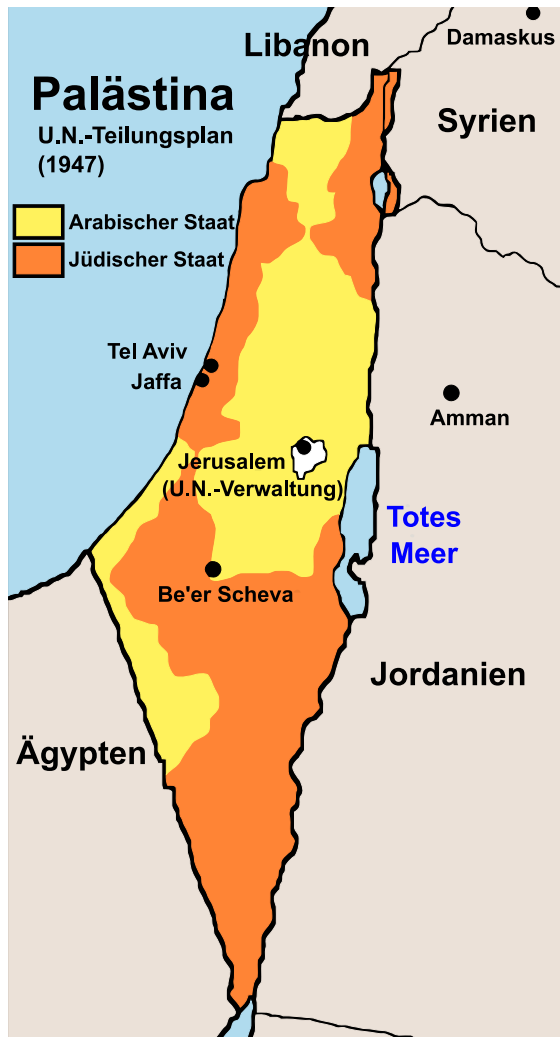 Libanon
Damaskus
Palästina
U.N.-Teilungsplan
(1947)
Syrien
Arabischer Staat
Jüdischer Staat
Tel Aviv
Jaffa
Amman
Jerusalem
(U.N.-Verwaltung)
Totes
Meer
Be'er Scheva
Jordanien
Ägypten